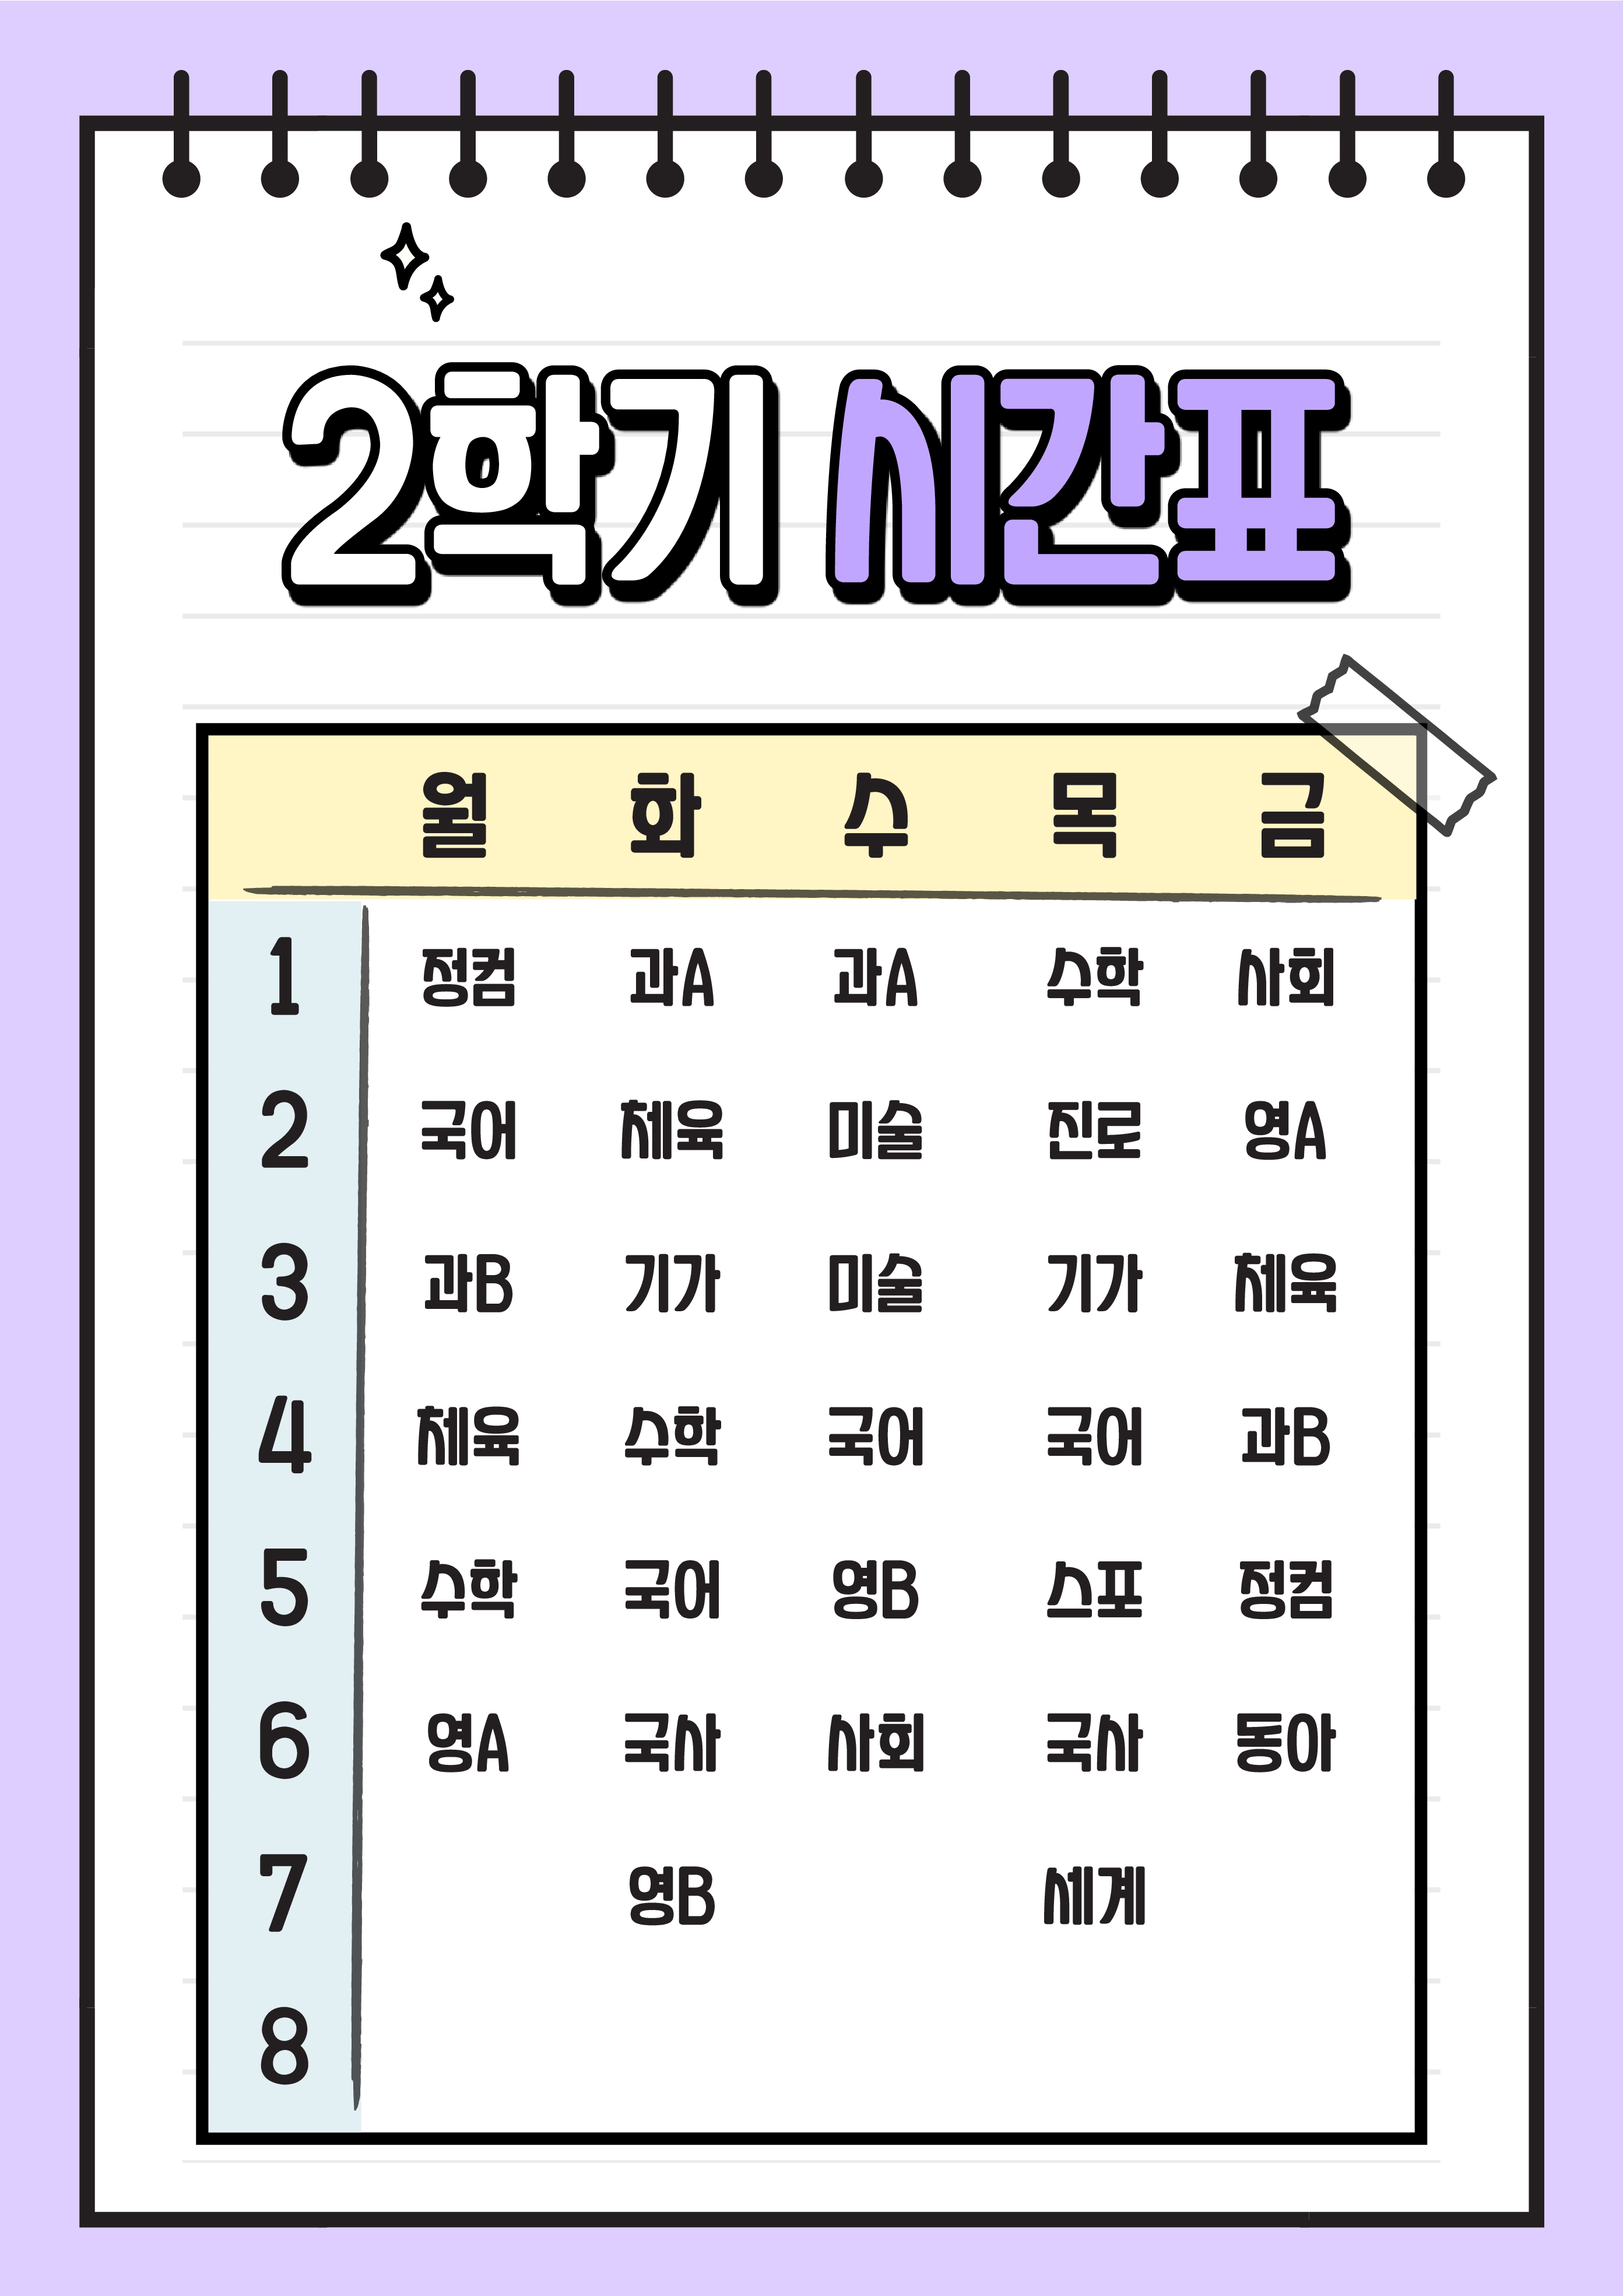 2학기 시간표
월 화 수 목 금
1 정컴 과A 과A 수학 사회
2 국어 체육 미술 진로 영A
3 과B 기가 미술 기가 체육
4 체육 수학 국어 국어 과B
5 수학 국어 영B 스포 정컴
6 영A 국사 사회 국사 동아
7 영B 세계
8